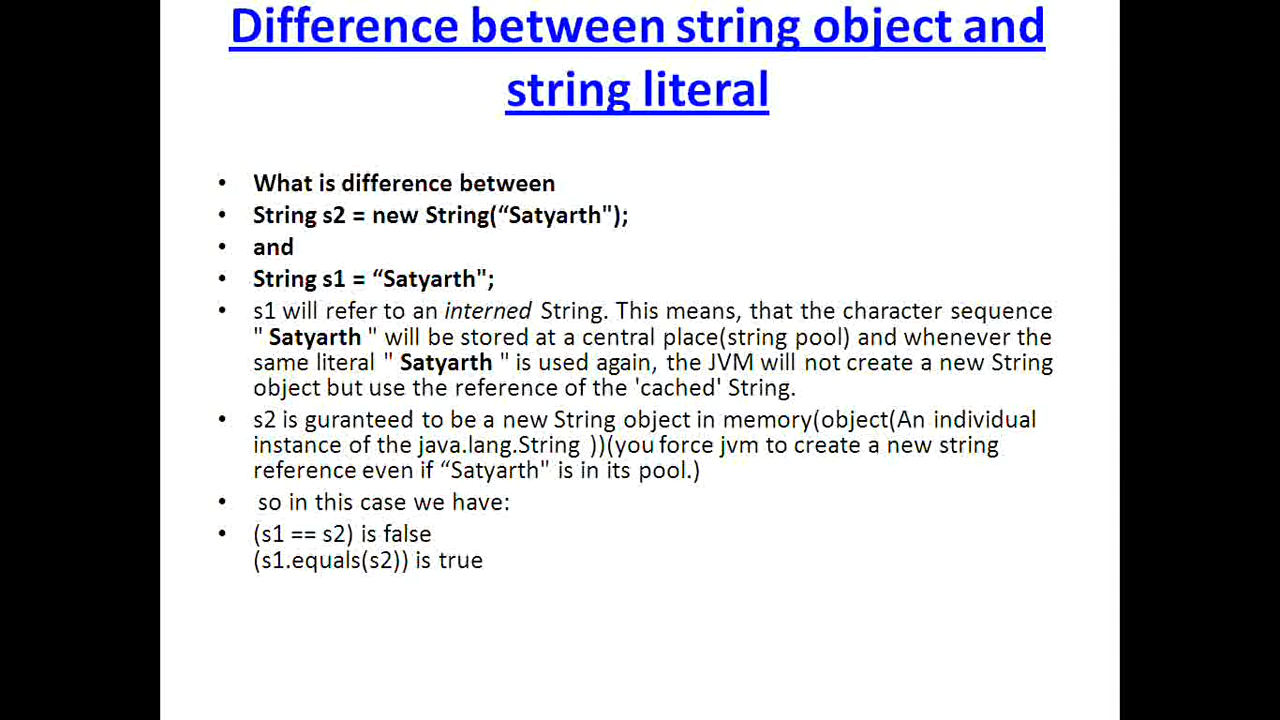 Difference between string object and
string literal
• What is difference between
• String s2 = new String(“Satyarth");
• and
• String s1 = “Satyarth";
• s1 will refer to an interned String. This means, that the character sequence
" Satyarth " will be stored at a central place(string pool) and whenever the
same literal " Satyarth " is used again, the JVM will not create a new String
object but use the reference of the 'cached' String.
• s2 is guranteed to be a new String object in memory(object(An individual
instance of the java.lang.String ))(you force jvm to create a new string
reference even if “Satyarth" is in its pool.)
• so in this case we have:
• (s1 == s2) is false
(s1.equals(s2)) is true